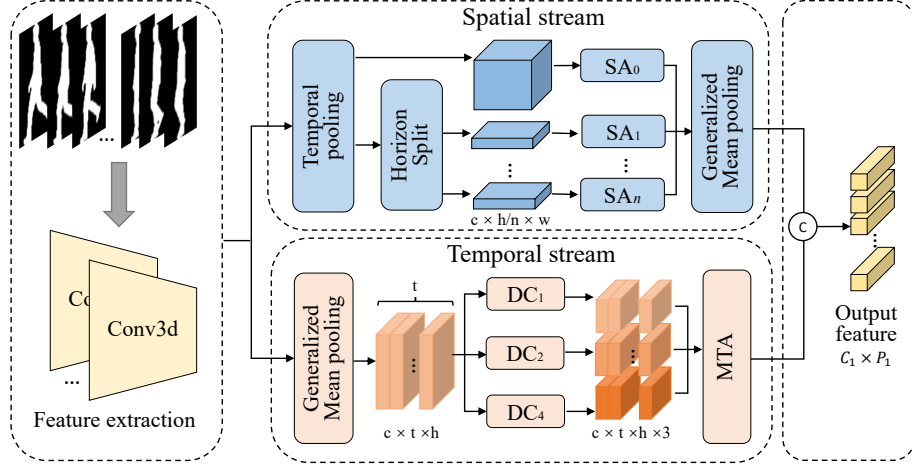 Spatial stream
Temporal
pooling
Horizon
Split
...
c × h/n × w
SA0
SA1
...
SAn
Generalized
Mean pooling
...
Co
Conv3d
...
Feature extraction
Temporal stream
Generalized
Mean pooling
t
...
c × t × h
DC1
DC2
DC4
...
c × t × h × 3
MTA
C
...
Output
feature
C1 × P1